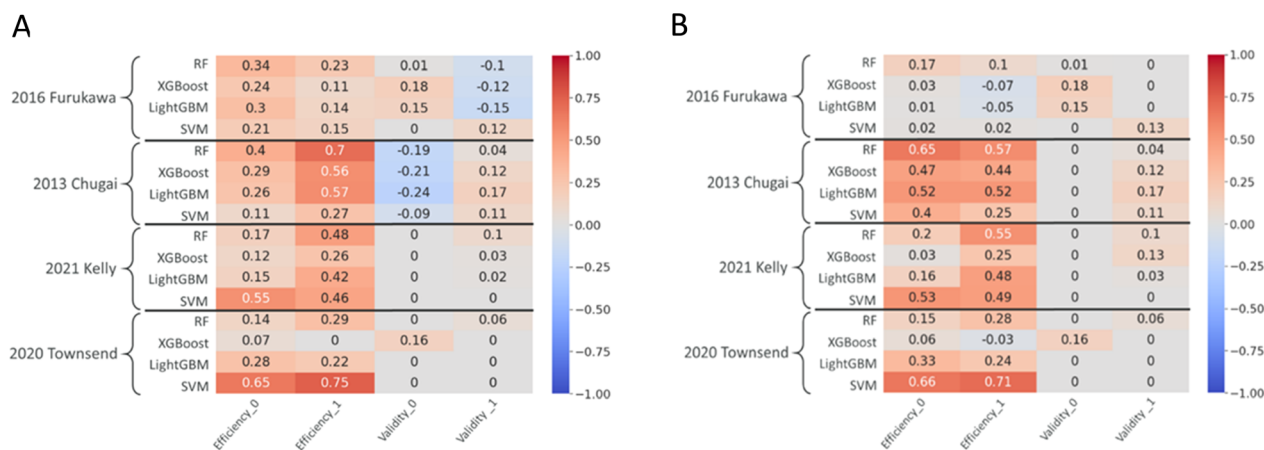 A
RF 0.34 0.23 0.01 -0.1
XGBoost 0.24 0.11 0.18 -0.12
2016 Furukawa
LightGBM 0.3 0.14 0.15 -0.15
SVM 0.21 0.15 0 0.12
RF 0.4 0.7 -0.19 0.04
XGBoost 0.29 0.56 -0.21 0.12
2013 Chugai
LightGBM 0.26 0.57 -0.24 0.17
SVM 0.11 0.27 -0.09 0.11
RF 0.17 0.48 0 0.1
XGBoost 0.12 0.26 0 0.03
2021 Kelly
LightGBM 0.15 0.42 0 0.02
SVM 0.55 0.46 0 0
RF 0.14 0.29 0 0.06
XGBoost 0.07 0 0.16 0
2020 Townsend
LightGBM 0.28 0.22 0 0
SVM 0.65 0.75 0 0
Efficiency_0 Efficiency_1 Validity_0 Validity_1
1.00
0.75
0.50
0.25
0.00
−0.25
−0.50
−0.75
−1.00
B
RF 0.17 0.1 0.01 0
XGBoost 0.03 -0.07 0.18 0
2016 Furukawa
LightGBM 0.01 -0.05 0.15 0
SVM 0.02 0.02 0 0.13
RF 0.65 0.57 0 0.04
XGBoost 0.47 0.44 0 0.12
2013 Chugai
LightGBM 0.52 0.52 0 0.17
SVM 0.4 0.25 0 0.11
RF 0.2 0.55 0 0.1
XGBoost 0.03 0.25 0 0.13
2021 Kelly
LightGBM 0.16 0.48 0 0.03
SVM 0.53 0.49 0 0
RF 0.15 0.28 0 0.06
XGBoost 0.06 -0.03 0.16 0
2020 Townsend
LightGBM 0.33 0.24 0 0
SVM 0.66 0.71 0 0
Efficiency_0 Efficiency_1 Validity_0 Validity_1
1.00
0.75
0.50
0.25
0.00
−0.25
−0.50
−0.75
−1.00